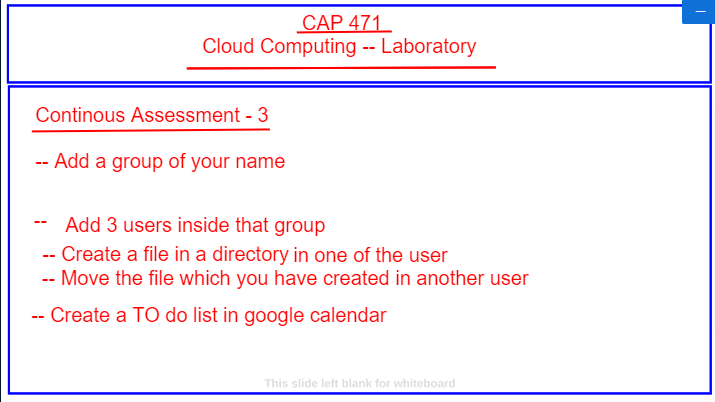 CAP 471
Cloud Computing -- Laboratory
Continous Assessment - 3
-- Add a group of your name
-- Add 3 users inside that group
-- Create a file in a directory in one of the user
-- Move the file which you have created in another user
-- Create a TO do list in google calendar
This slide left blank for whiteboard